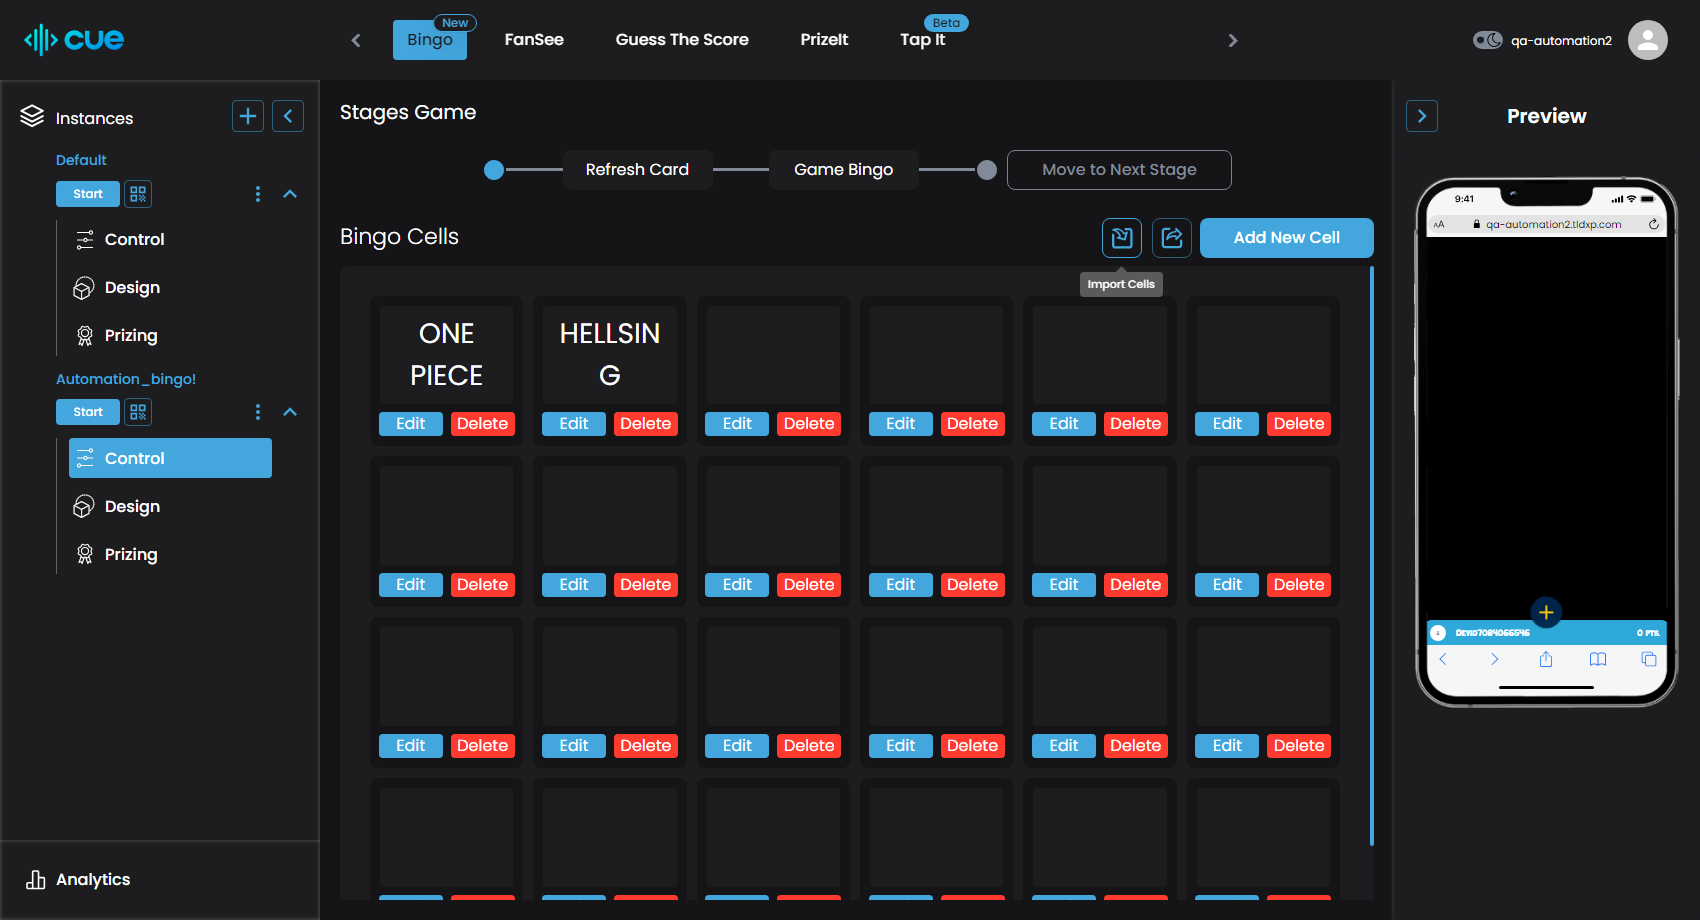 cue
Bingo
New
FanSee
Guess The Score
PrizeIt
Tap It
Beta
qa-automation2
Instances
Default
Start
Control
Design
Prizing
Automation_bingo!
Start
Control
Design
Prizing
Analytics
Stages Game
Refresh Card
Game Bingo
Move to Next Stage
Bingo Cells
Add New Cell
Import Cells
ONE
PIECE
HELLSIN
G
Edit Delete Edit Delete Edit Delete Edit Delete Edit Delete Edit Delete
Edit Delete Edit Delete Edit Delete Edit Delete Edit Delete Edit Delete
Edit Delete Edit Delete Edit Delete Edit Delete Edit Delete Edit Delete
Preview
9:41
AA qa-automation2.tldxp.com
DEVID7084066546 0 PTS.